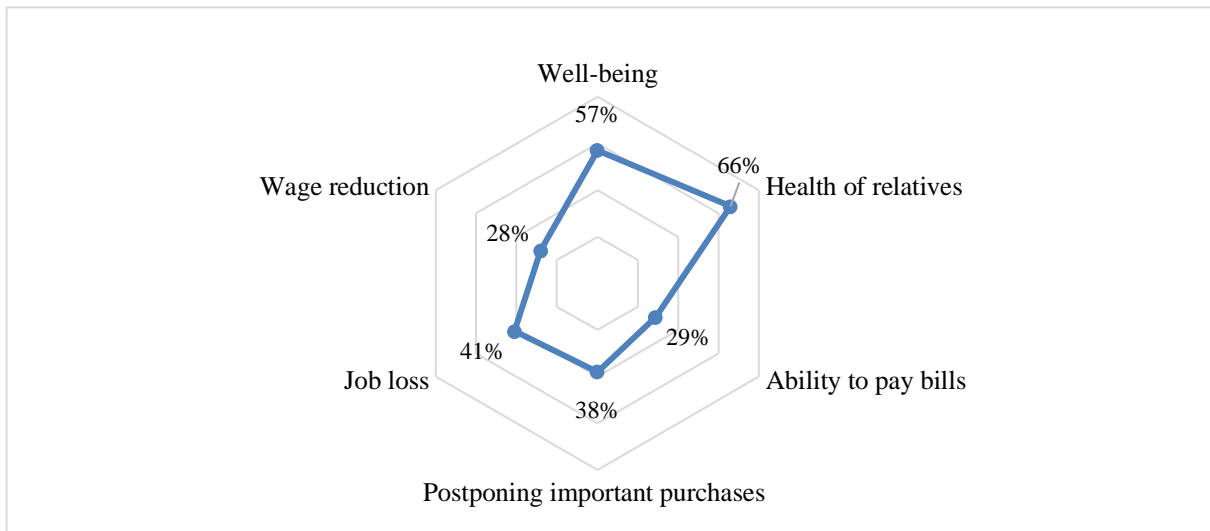 Well-being
57%
66%
Wage reduction
Health of relatives
28%
29%
41%
Job loss
Ability to pay bills
38%
Postponing important purchases